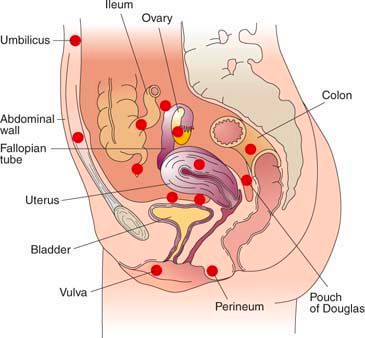 Ileum
Ovary
Umbilicus
Colon
Abdominal
wall
Fallopian
tube
Uterus
Bladder
Vulva
Perineum
Pouch
of Douglas